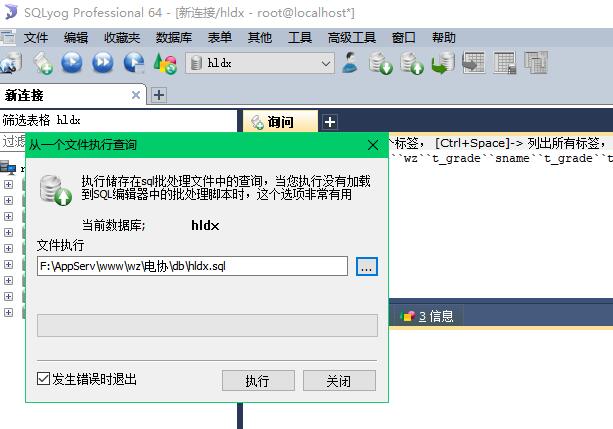 SQLyog Professional 64 - [新连接/hldx - root@localhost*]
文件 编辑 收藏夹 数据库 表单 其他 工具 高级工具 窗口 帮助
hldx
新连接
筛选表格 hldx
询问
过滤
个标签， [Ctrl+Space]-> 列出所有标签，
``wz``t_grade``sname``t_grade``t
从一个文件执行查询
执行储存在sql批处理文件中的查询，当您执行没有加载
到SQL编辑器中的批处理脚本时，这个选项非常有用
当前数据库; hldx
文件执行
F:\AppServ\www\wz\电协\db\hldx.sql
...
3 信息
发生错误时退出
执行
关闭